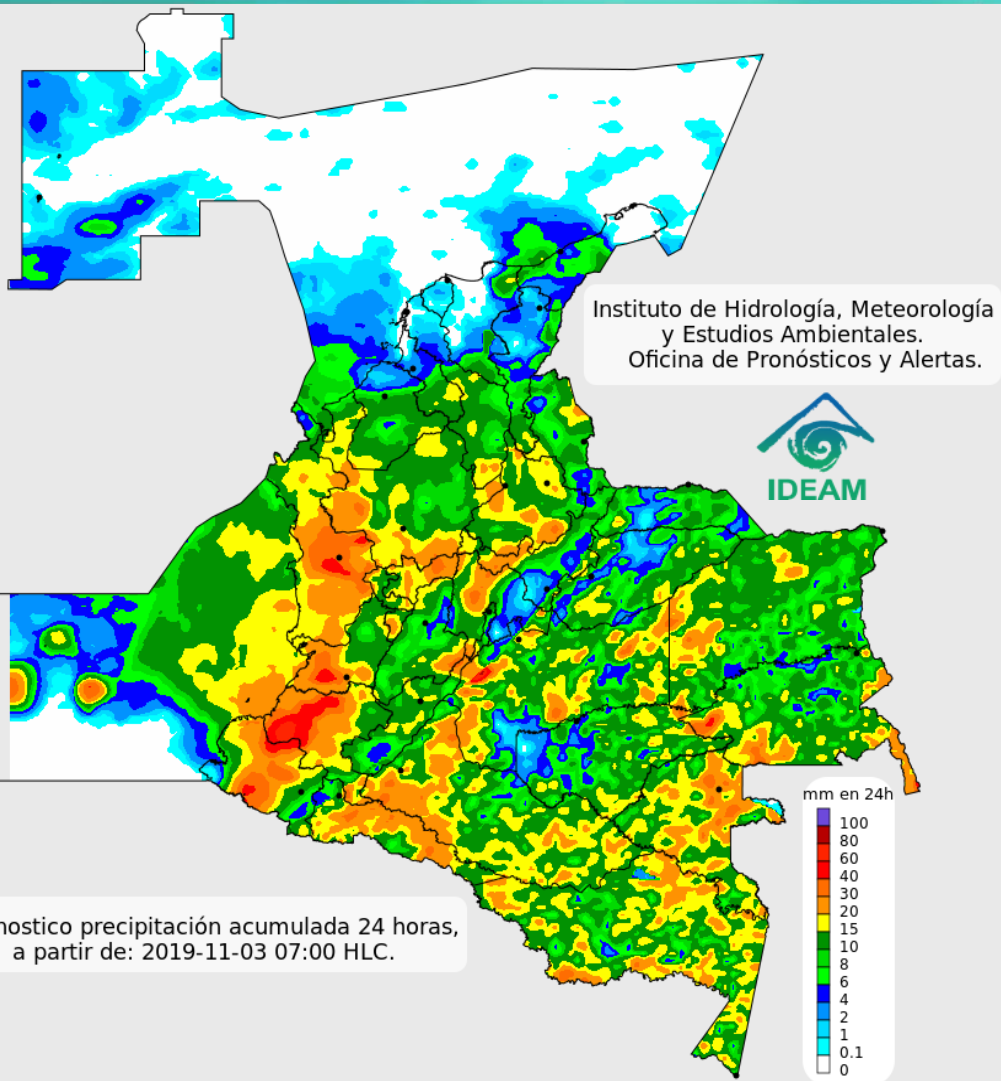 Instituto de Hidrología, Meteorología
y Estudios Ambientales.
Oficina de Pronósticos y Alertas.
IDEAM
mm en 24h
100
80
60
40
30
20
15
10
8
6
4
2
1
0.1
0
nostico precipitación acumulada 24 horas,
a partir de: 2019-11-03 07:00 HLC.